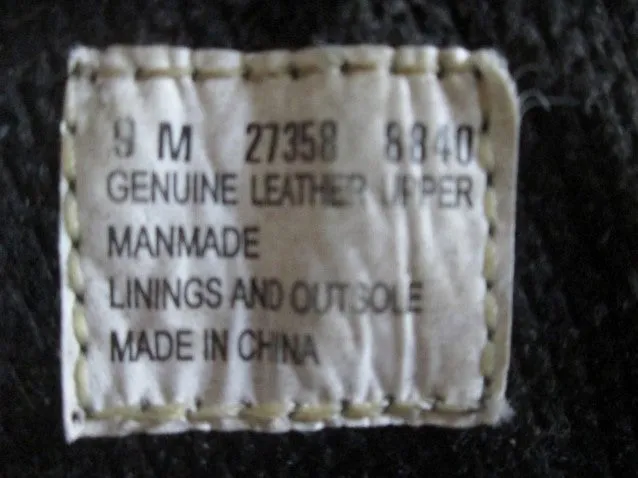 9 M 27358 8840
GENUINE LEATHER UPPER
MANMADE
LININGS AND OUTSOLE
MADE IN CHINA